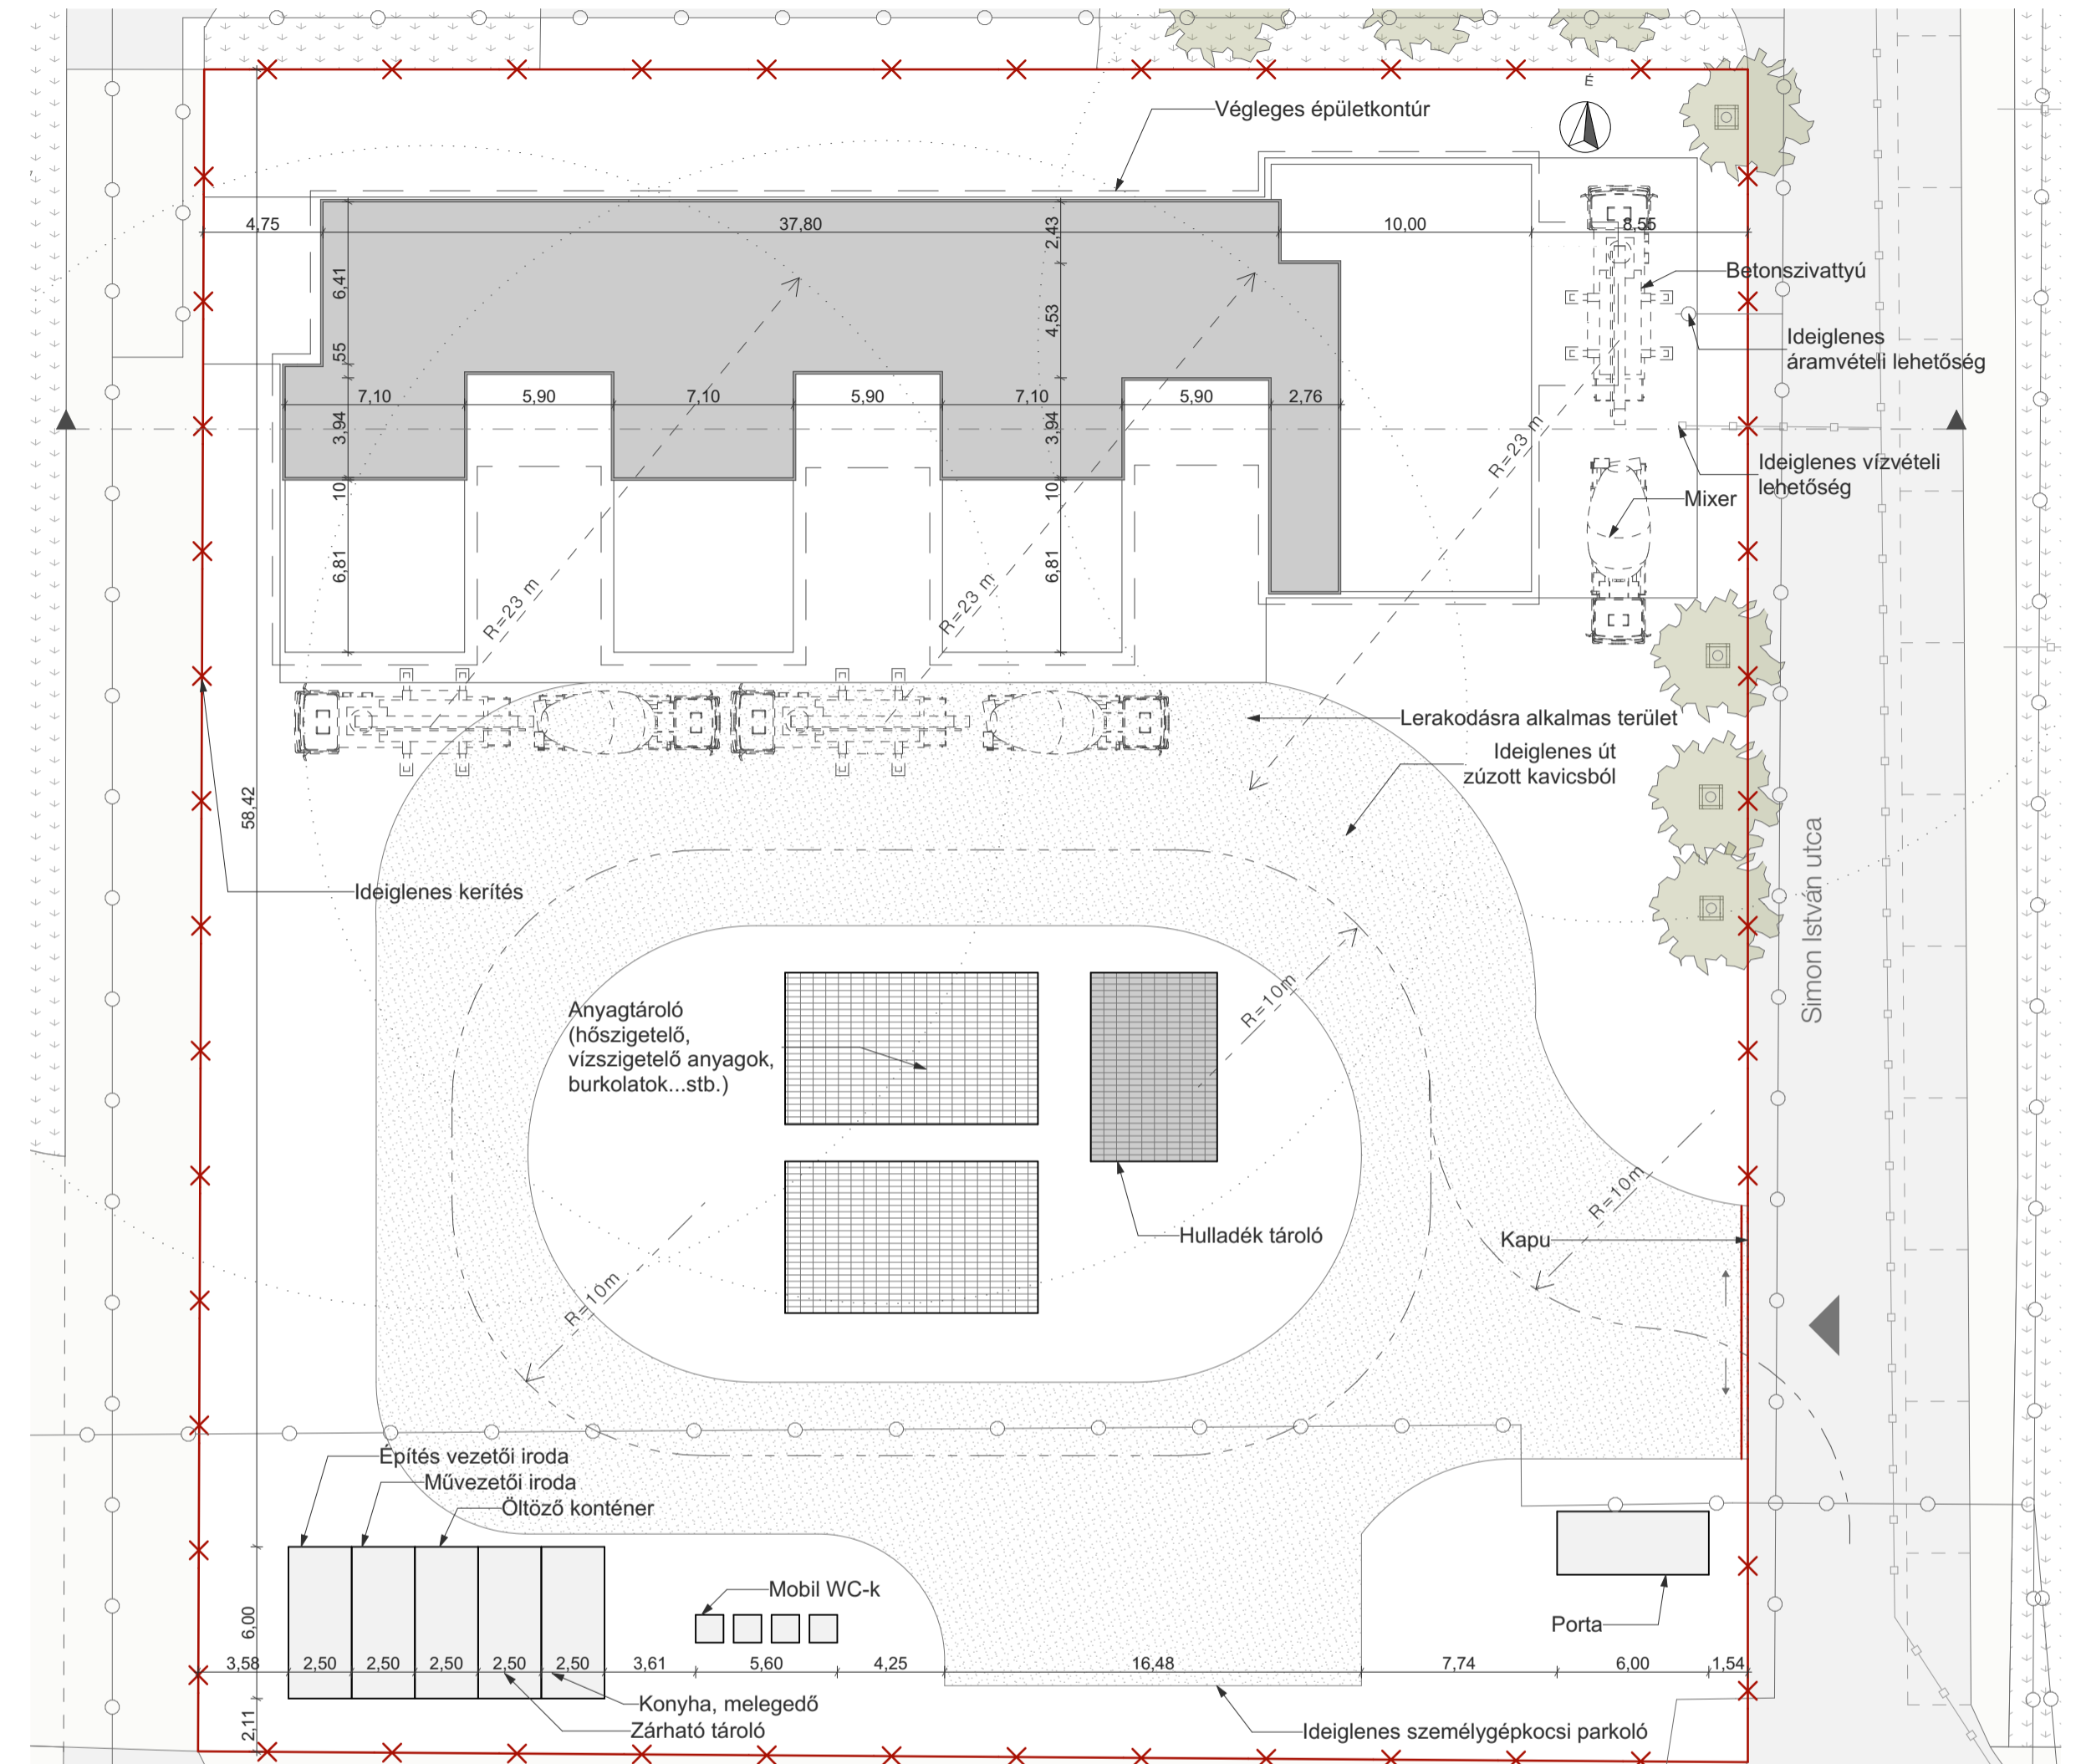 É
Végleges épületkontúr
4,75
37,80
2,43
10,00
8,55
Betonszivattyú
6,41
4,53
Ideiglenes
áramvételi lehetőség
55
7,10
5,90
7,10
5,90
7,10
5,90
2,76
3,94
3,94
R=23 m
Ideiglenes vízvételi
lehetőség
Mixer
10
10
6,81
6,81
R=23 m
R=23 m
Lerakodásra alkalmas terület
Ideiglenes út
zúzott kavicsból
58,42
Simon István utca
Ideiglenes kerítés
Anyagtároló
(hőszigetelő,
vízszigetelő anyagok,
burkolatok...stb.)
R=10m
R=10m
Hulladék tároló
Kapu
R=10m
Építés vezetői iroda
Művezetői iroda
Öltöző konténer
Mobil WC-k
6,00
Porta
3,58
2,50
2,50
2,50
2,50
2,50
3,61
5,60
4,25
16,48
7,74
6,00
1,54
2,11
Konyha, melegedő
Zárható tároló
Ideiglenes személygépkocsi parkoló